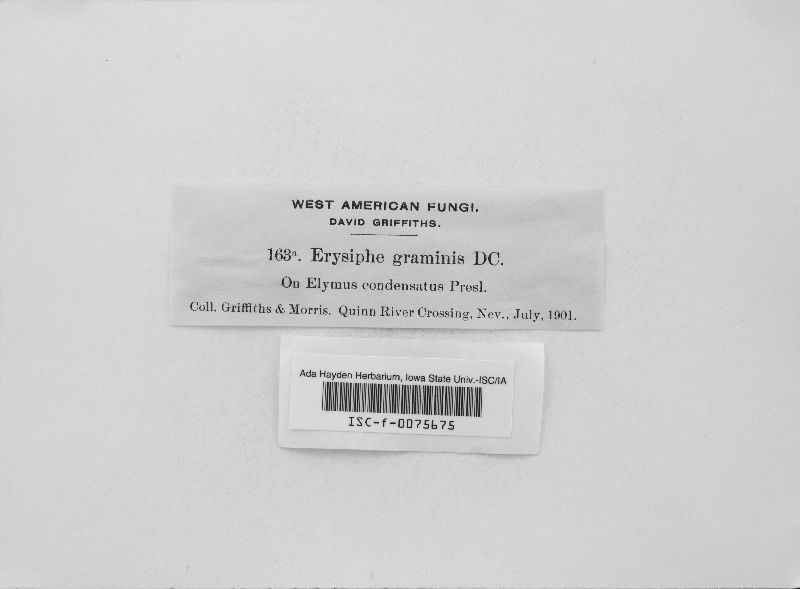 WEST AMERICAN FUNGI.
DAVID GRIFFITHS.
163ᵃ. Erysiphe graminis DC.
On Elymus condensatus Presl.
Coll. Griffiths & Morris. Quinn River Crossing, Nev., July, 1901.
Ada Hayden Herbarium, Iowa State Univ.-ISC/IA
ISC-f-0075675